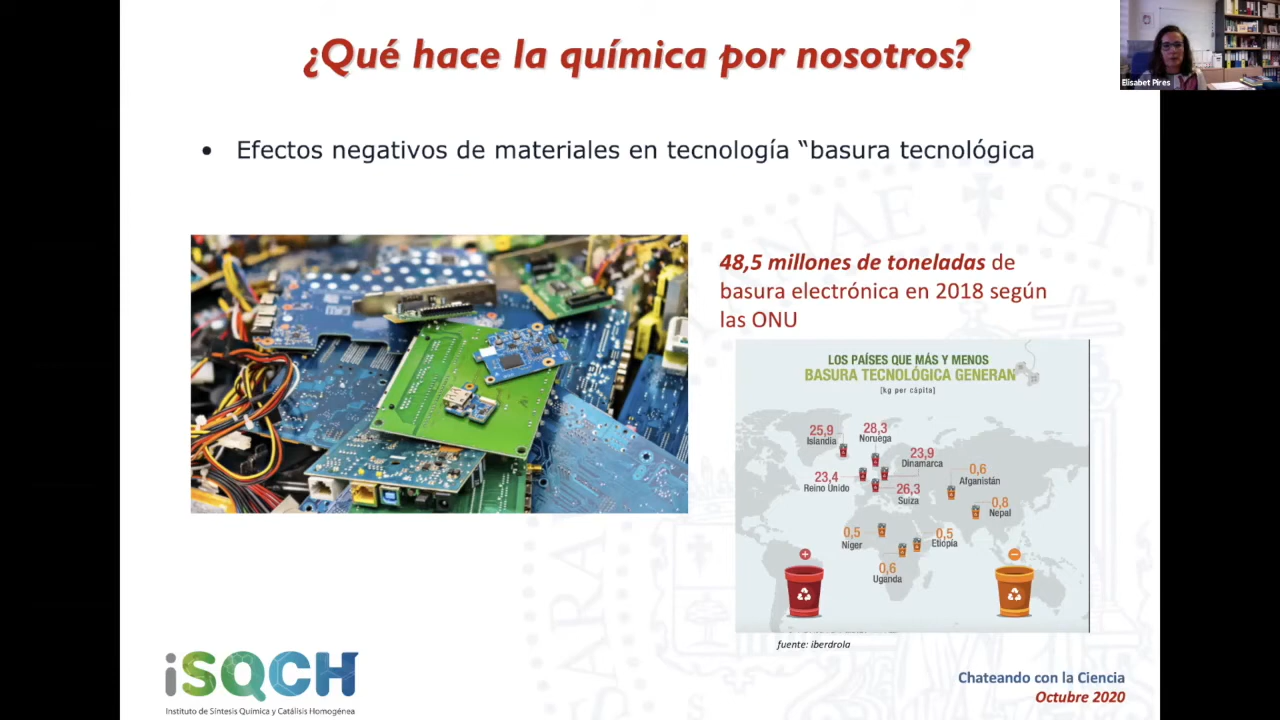 ¿Qué hace la química por nosotros?
Elisabet Pires
• Efectos negativos de materiales en tecnología “basura tecnológica
48,5 millones de toneladas de
basura electrónica en 2018 según
las ONU
LOS PAÍSES QUE MÁS Y MENOS
BASURA TECNOLÓGICA GENERAN
[kg per cápita]
25,9
Islandia
28,3
Noruega
23,9
Dinamarca
23,4
Reino Unido
26,3
Suiza
0,6
Afganistán
0,8
Nepal
0,5
Níger
0,5
Etiopía
0,6
Uganda
fuente: iberdrola
iSQCH
Instituto de Síntesis Química y Catálisis Homogénea
Chateando con la Ciencia
Octubre 2020